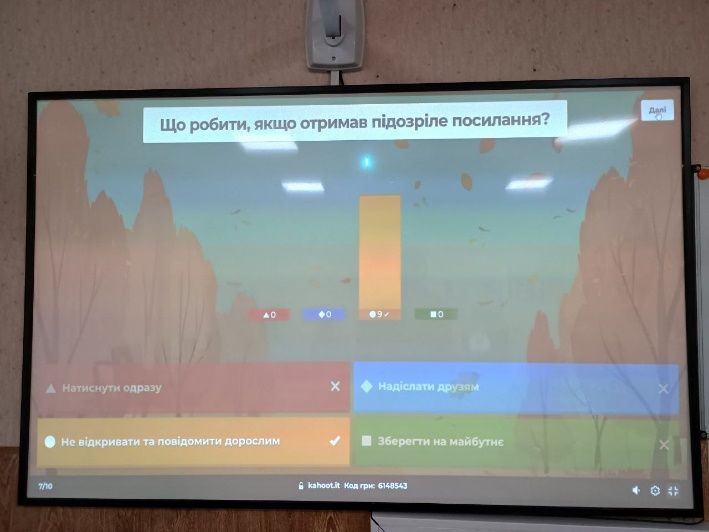 Що робити, якщо отримав підозріле посилання?
Далі
0
0
9
0
Натиснути одразу
Надіслати друзям
Не відкривати та повідомити дорослим
Зберегти на майбутнє
7/10
kahoot.it Код гри: 6148543